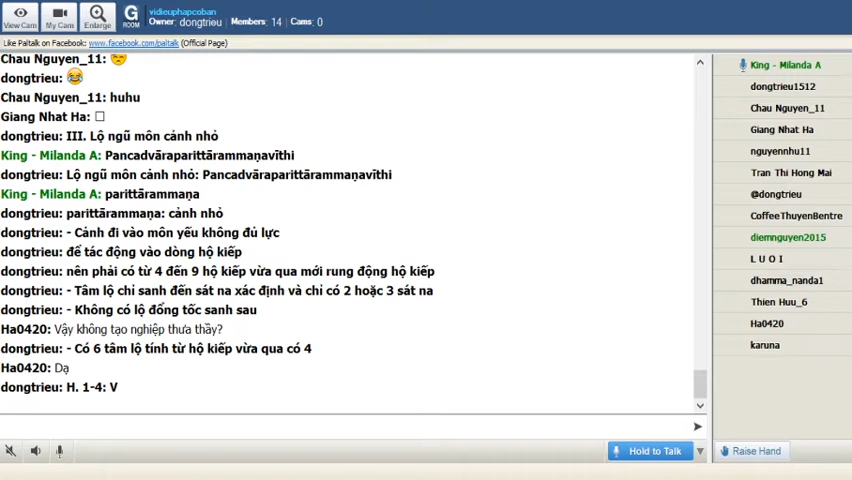 vidieuphapcoban
Owner: dongtrieu | Members: 14 | Cams: 0
View Cam
My Cam
Enlarge
G
ROOM
Like Paltalk on Facebook: www.facebook.com/paltalk (Official Page)
Chau Nguyen_11:
dongtrieu:
Chau Nguyen_11: huhu
Giang Nhat Ha: □
dongtrieu: III. Lộ ngũ môn cảnh nhỏ
King - Milanda A: Pancadvāraparittārammaṇavīthi
dongtrieu: Lộ ngũ môn cảnh nhỏ: Pancadvāraparittārammaṇavīthi
King - Milanda A: parittārammaṇa
dongtrieu: parittārammaṇa: cảnh nhỏ
dongtrieu: - Cảnh đi vào môn yếu không đủ lực
dongtrieu: để tác động vào dòng hộ kiếp
dongtrieu: nên phải có từ 4 đến 9 hộ kiếp vừa qua mới rung động hộ kiếp
dongtrieu: - Tâm lộ chỉ sanh đến sát na xác định và chỉ có 2 hoặc 3 sát na
dongtrieu: - Không có lộ đổng tốc sanh sau
Ha0420: Vậy không tạo nghiệp thưa thầy?
dongtrieu: - Có 6 tâm lộ tính từ hộ kiếp vừa qua có 4
Ha0420: Dạ
dongtrieu: H. 1-4: V
King - Milanda A
dongtrieu1512
Chau Nguyen_11
Giang Nhat Ha
nguyennhu11
Tran Thi Hong Mai
@dongtrieu
CoffeeThuyenBentre
diemnguyen2015
L U O I
dhamma_nanda1
Thien Huu_6
Ha0420
karuna
Hold to Talk
Raise Hand